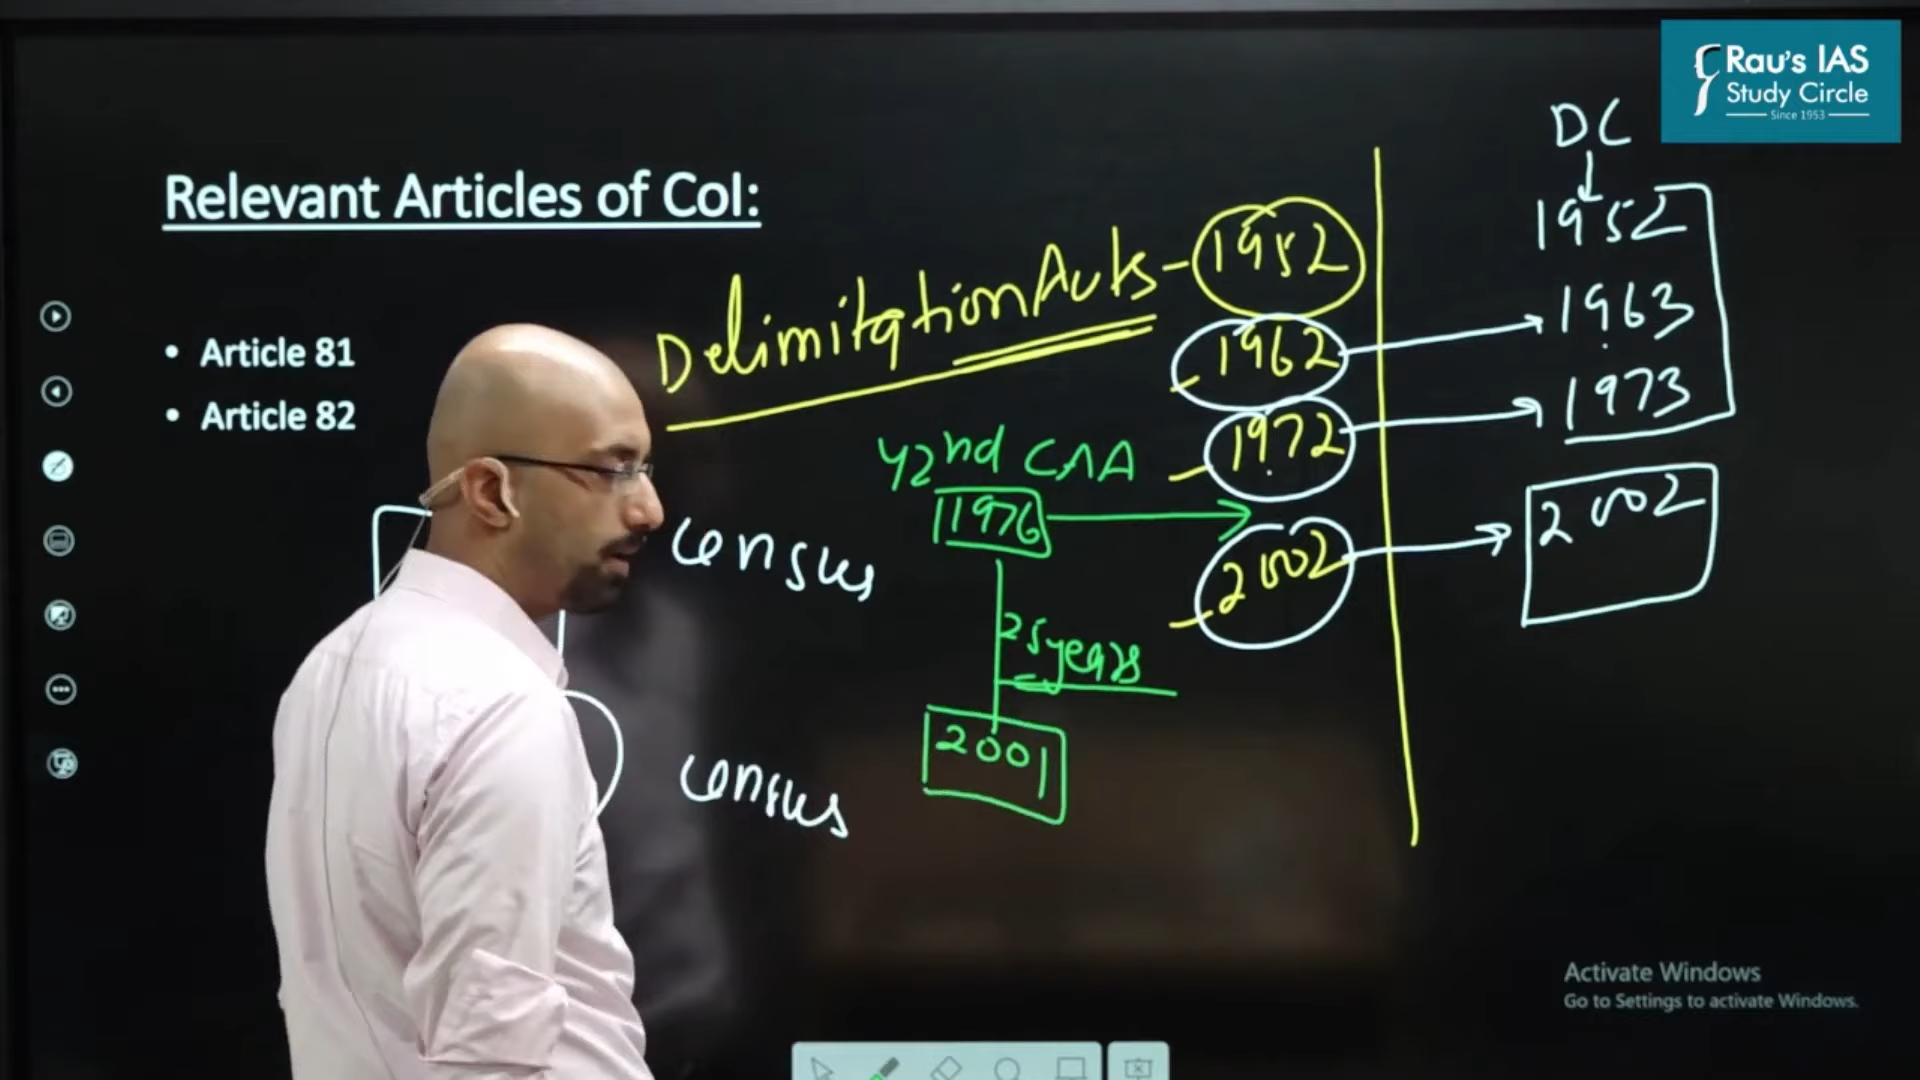 Rau's IAS
Study Circle
Since 1953
Relevant Articles of CoI:
• Article 81
• Article 82
Delimitation Acts - 1952
1962
1972
2002
DC
1952
1963
1973
2002
42nd CAA
1976
25 years
2001
Census
Census
Activate Windows
Go to Settings to activate Windows.